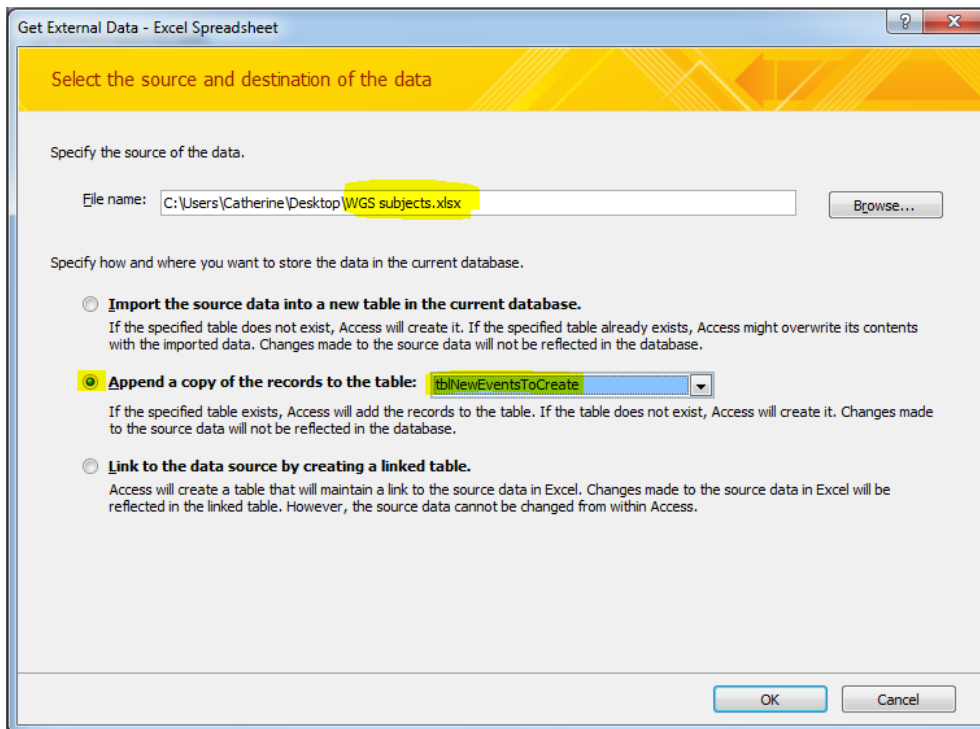 Get External Data - Excel Spreadsheet
Select the source and destination of the data
Specify the source of the data.
File name: C:\Users\Catherine\Desktop\WGS subjects.xlsx Browse...
Specify how and where you want to store the data in the current database.
Import the source data into a new table in the current database.
If the specified table does not exist, Access will create it. If the specified table already exists, Access might overwrite its contents
with the imported data. Changes made to the source data will not be reflected in the database.
Append a copy of the records to the table: tblNewEventsToCreate
If the specified table exists, Access will add the records to the table. If the table does not exist, Access will create it. Changes made
to the source data will not be reflected in the database.
Link to the data source by creating a linked table.
Access will create a table that will maintain a link to the source data in Excel. Changes made to the source data in Excel will be
reflected in the linked table. However, the source data cannot be changed from within Access.
OK Cancel